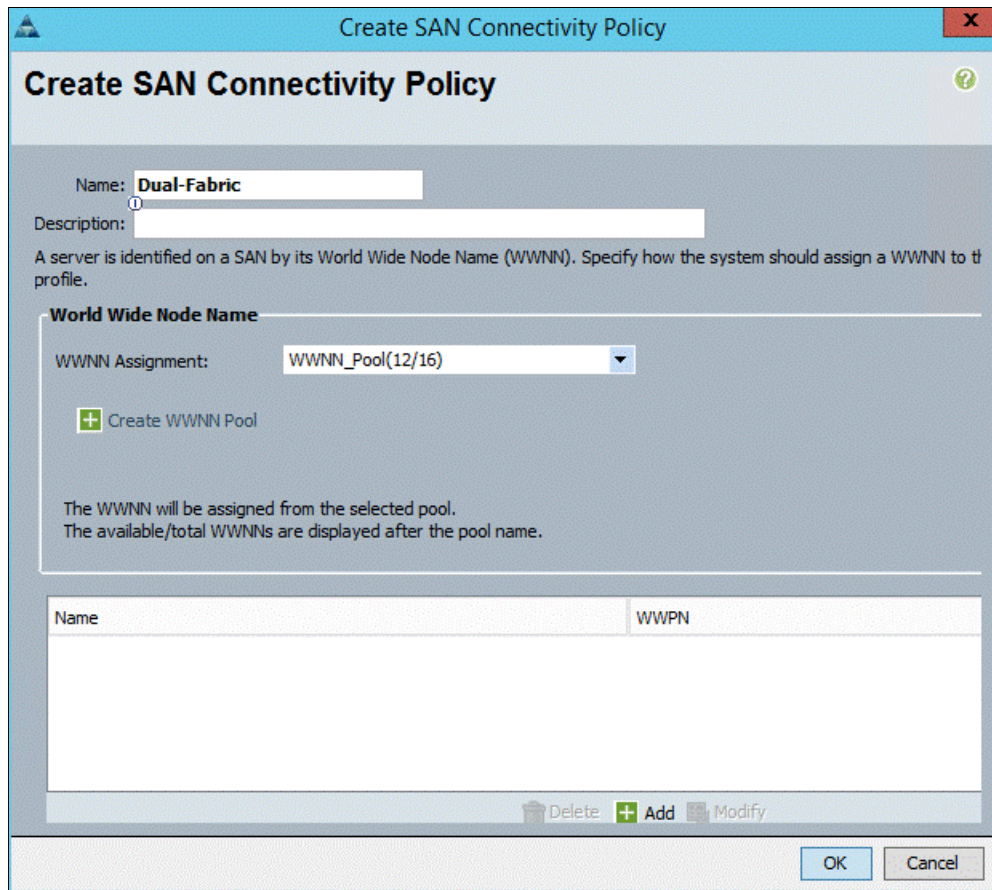 Create SAN Connectivity Policy
x
Create SAN Connectivity Policy
?
Name: Dual-Fabric
Description:
A server is identified on a SAN by its World Wide Node Name (WWNN). Specify how the system should assign a WWNN to th
profile.
World Wide Node Name
WWNN Assignment: WWNN_Pool(12/16)
+ Create WWNN Pool
The WWNN will be assigned from the selected pool.
The available/total WWNNs are displayed after the pool name.
Name WWPN
Delete + Add Modify
OK Cancel